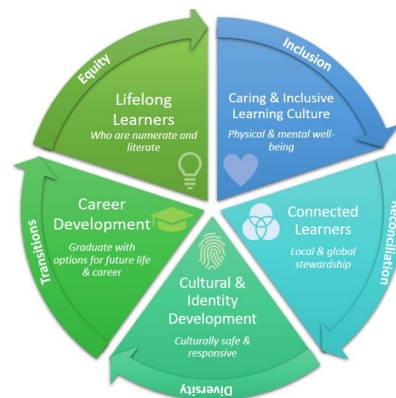 Equity
Lifelong
Learners
Who are numerate and
literate
Inclusion
Caring & Inclusive
Learning Culture
Physical & mental well-
being
Reconciliation
Connected
Learners
Local & global
stewardship
Diversity
Cultural &
Identity
Development
Culturally safe &
responsive
Transitions
Career
Development
Graduate with
options for future life
& career